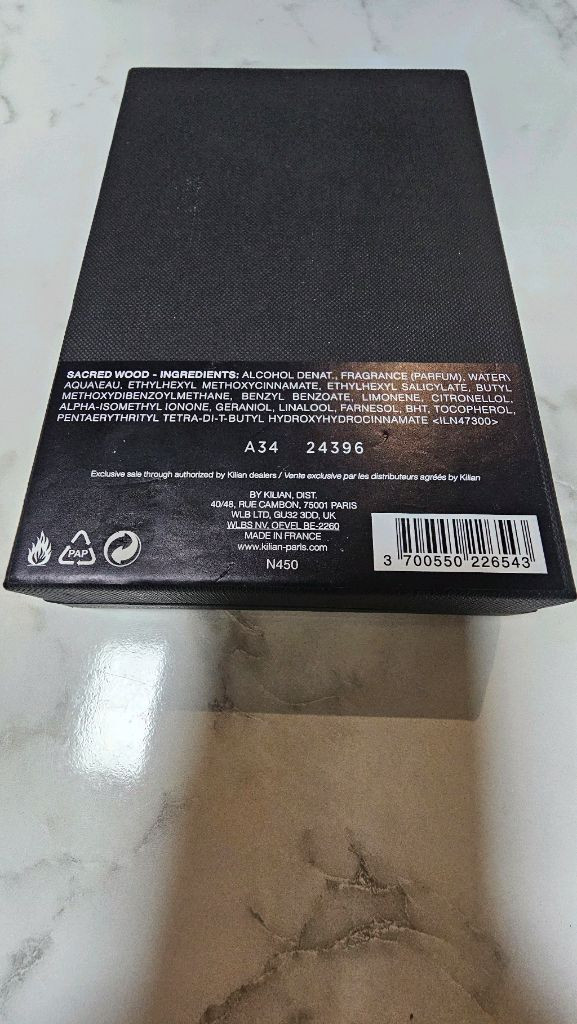 SACRED WOOD - INGREDIENTS: ALCOHOL DENAT., FRAGRANCE (PARFUM), WATER\
AQUA\EAU, ETHYLHEXYL METHOXYCINNAMATE, ETHYLHEXYL SALICYLATE, BUTYL
METHOXYDIBENZOYLMETHANE, BENZYL BENZOATE, LIMONENE, CITRONELLOL,
ALPHA-ISOMETHYL IONONE, GERANIOL, LINALOOL, FARNESOL, BHT, TOCOPHEROL,
PENTAERYTHRITYL TETRA-DI-T-BUTYL HYDROXYHYDROCINNAMATE <ILN47300>
A34 24396
Exclusive sale through authorized by Kilian dealers / Vente exclusive par les distributeurs agréés by Kilian
BY KILIAN, DIST.
40/48, RUE CAMBON, 75001 PARIS
WLB LTD, GU32 3DD, UK
WLBS NV. OEVEL BE-2260
MADE IN FRANCE
www.kilian-paris.com
N450
PAP
3 700550 226543